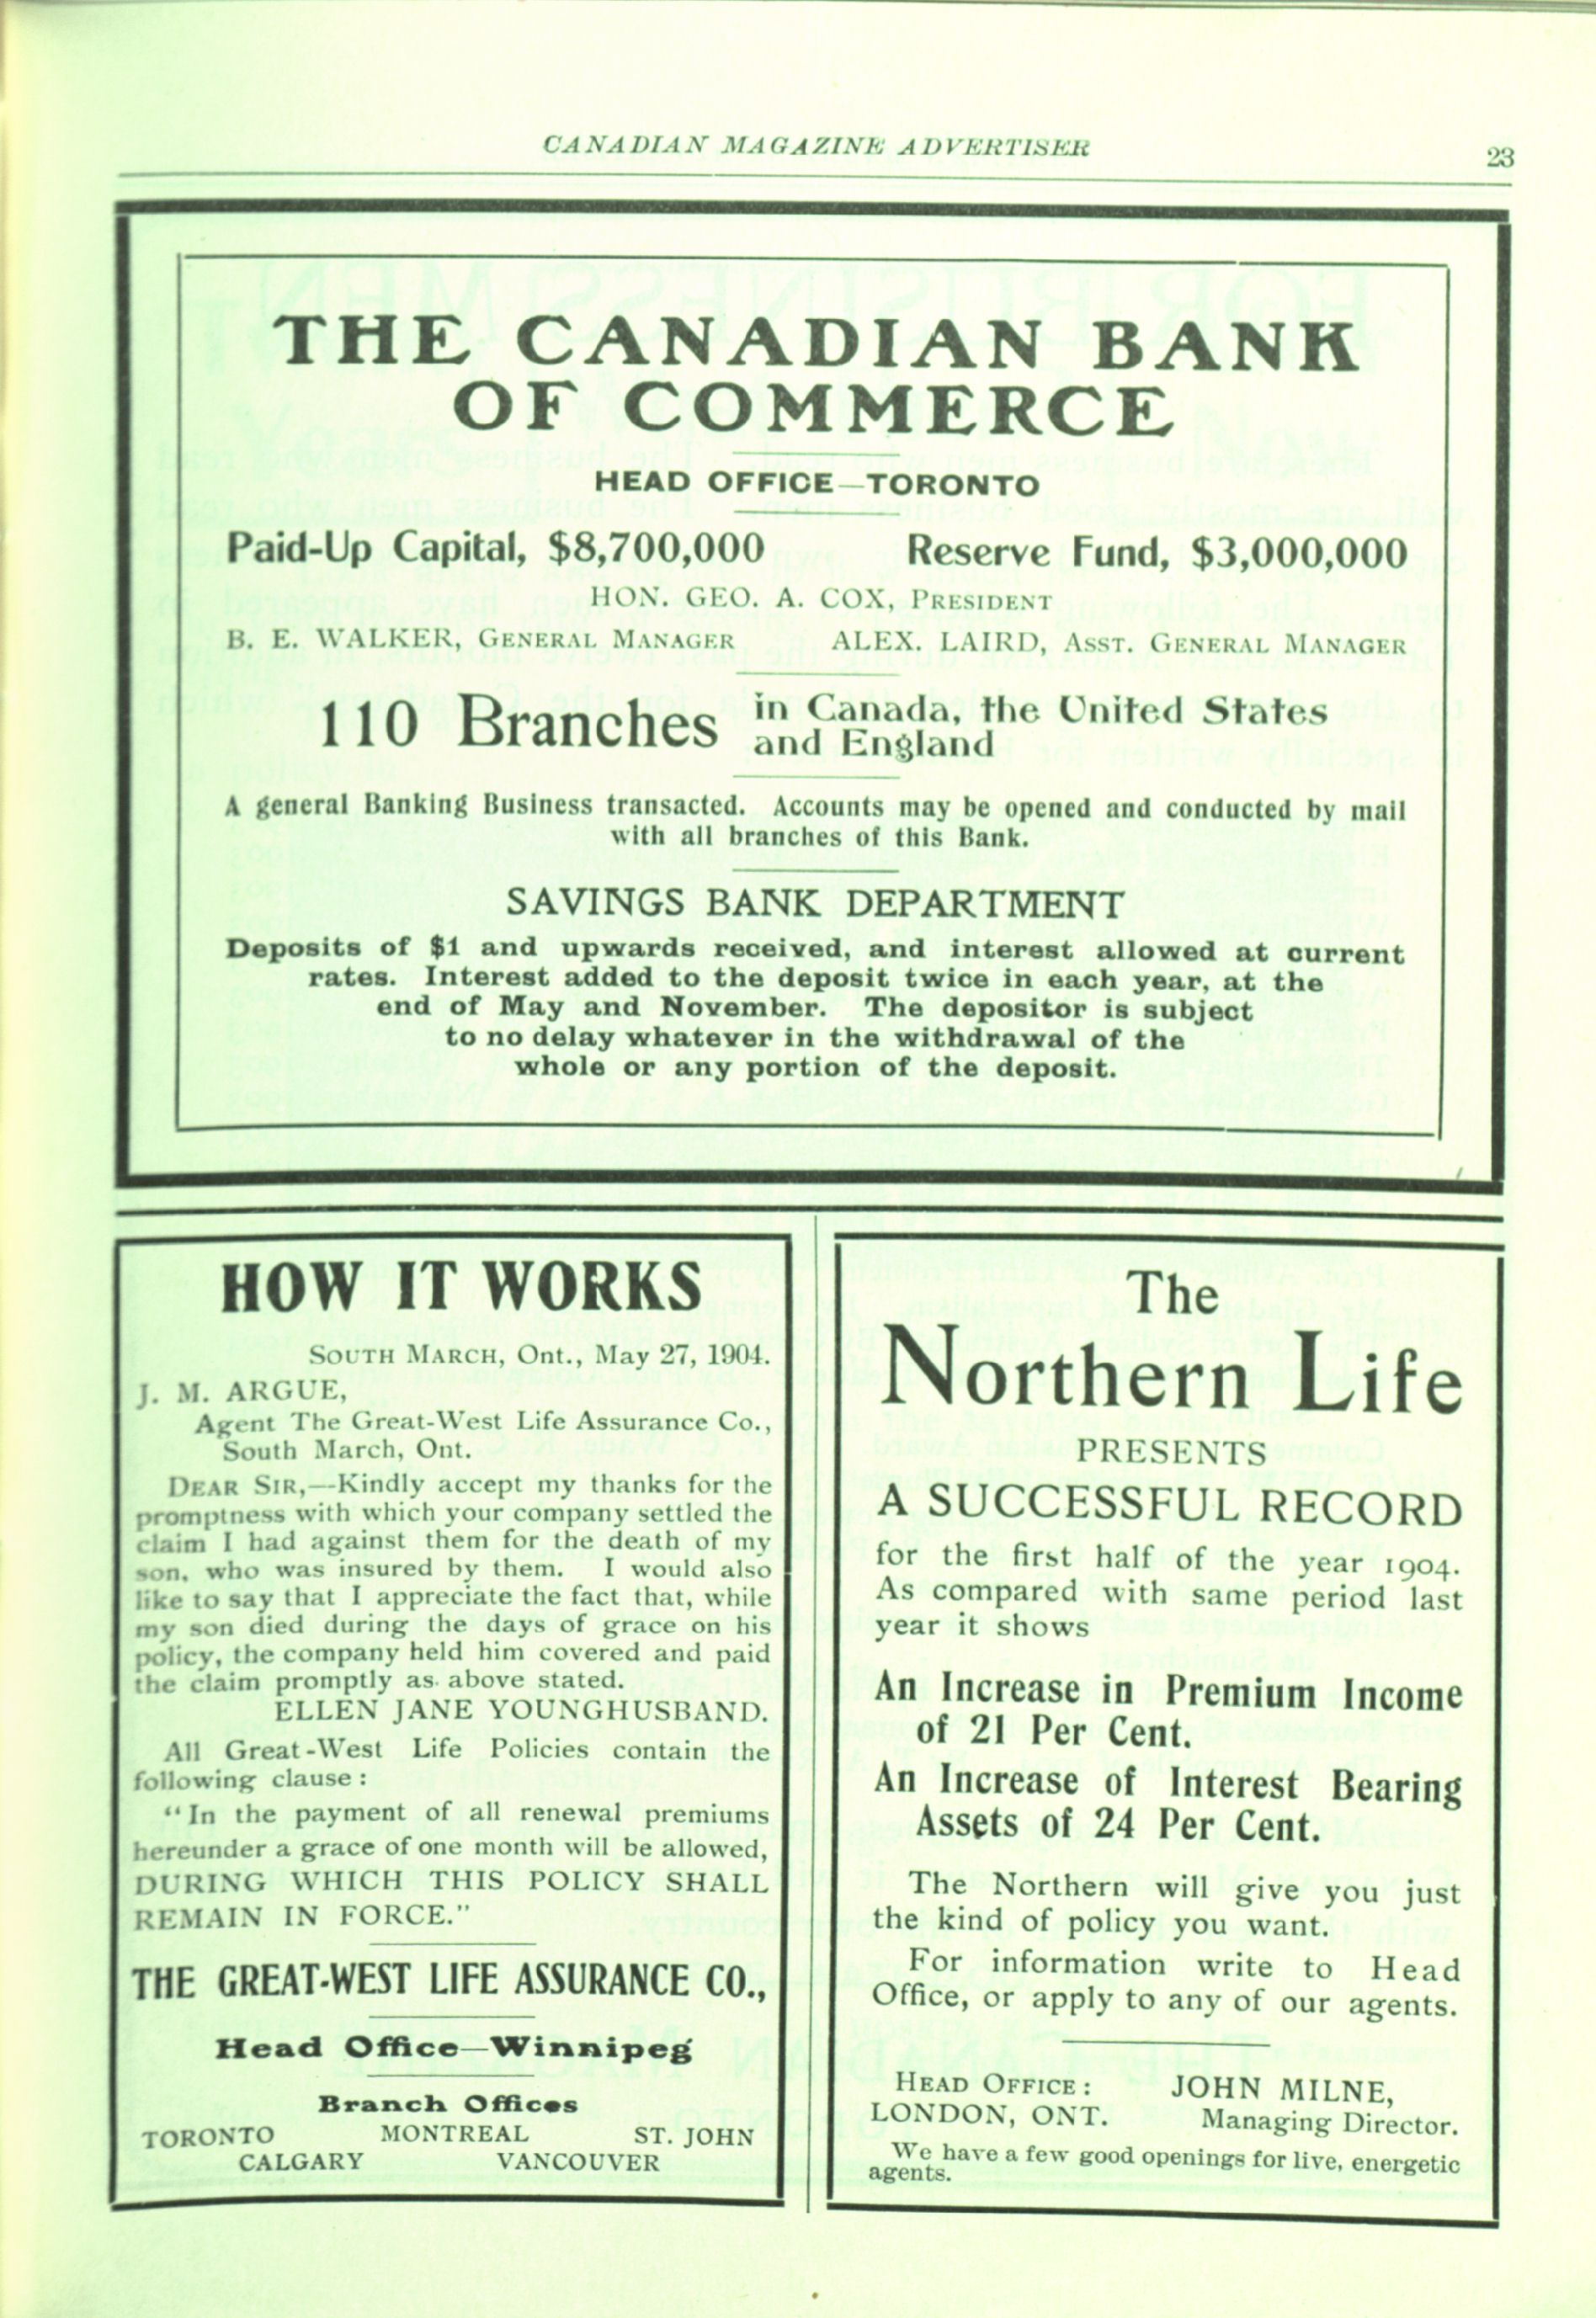 CANADIAN MAGAZINE ADVERTISER
23
THE CANADIAN BANK
OF COMMERCE
HEAD OFFICE—TORONTO
Paid-Up Capital, $8,700,000 Reserve Fund, $3,000,000
HON. GEO. A. COX, PRESIDENT
B. E. WALKER, GENERAL MANAGER ALEX. LAIRD, ASST. GENERAL MANAGER
110 Branches in Canada, the United States
and England
A general Banking Business transacted. Accounts may be opened and conducted by mail
with all branches of this Bank.
SAVINGS BANK DEPARTMENT
Deposits of $1 and upwards received, and interest allowed at current
rates. Interest added to the deposit twice in each year, at the
end of May and November. The depositor is subject
to no delay whatever in the withdrawal of the
whole or any portion of the deposit.
HOW IT WORKS
SOUTH MARCH, Ont., May 27, 1904.
J. M. ARGUE,
Agent The Great-West Life Assurance Co.,
South March, Ont.
DEAR SIR,—Kindly accept my thanks for the
promptness with which your company settled the
claim I had against them for the death of my
son, who was insured by them. I would also
like to say that I appreciate the fact that, while
my son died during the days of grace on his
policy, the company held him covered and paid
the claim promptly as above stated.
ELLEN JANE YOUNGHUSBAND.
All Great-West Life Policies contain the
following clause:
"In the payment of all renewal premiums
hereunder a grace of one month will be allowed,
DURING WHICH THIS POLICY SHALL
REMAIN IN FORCE."
THE GREAT-WEST LIFE ASSURANCE CO.,
Head Office—Winnipeg
Branch Offices
TORONTO MONTREAL ST. JOHN
CALGARY VANCOUVER
The
Northern Life
PRESENTS
A SUCCESSFUL RECORD
for the first half of the year 1904.
As compared with same period last
year it shows
An Increase in Premium Income
of 21 Per Cent.
An Increase of Interest Bearing
Assets of 24 Per Cent.
The Northern will give you just
the kind of policy you want.
For information write to Head
Office, or apply to any of our agents.
HEAD OFFICE: JOHN MILNE,
LONDON, ONT. Managing Director.
We have a few good openings for live, energetic
agents.